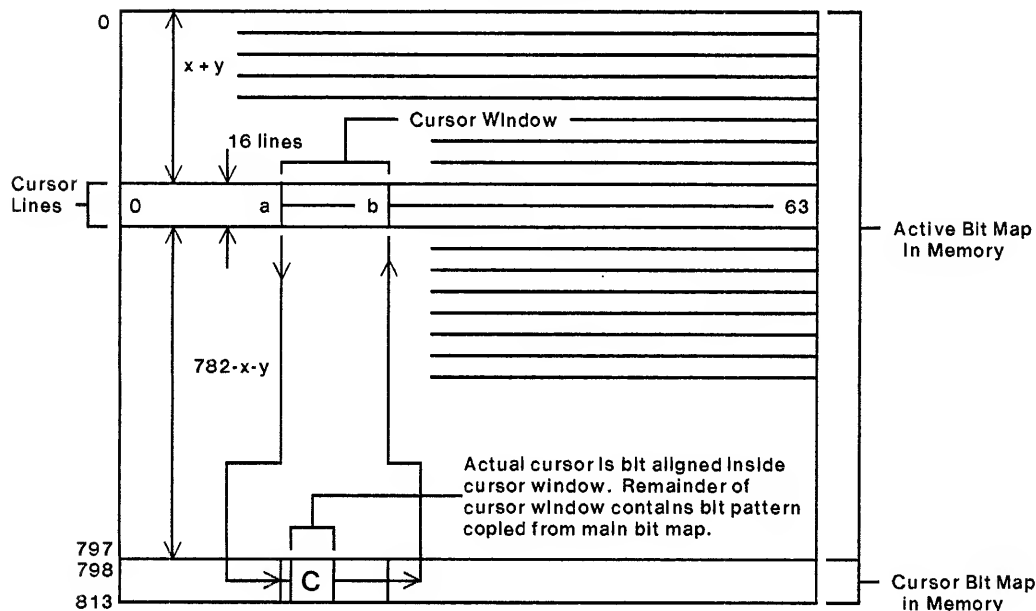 0
x + y
Cursor Window
16 lines
Cursor
Lines
0 a b 63
Active Bit Map
In Memory
782-x-y
Actual cursor is bit aligned inside
cursor window. Remainder of
cursor window contains bit pattern
copied from main bit map.
797
798
C
813
Cursor Bit Map
in Memory